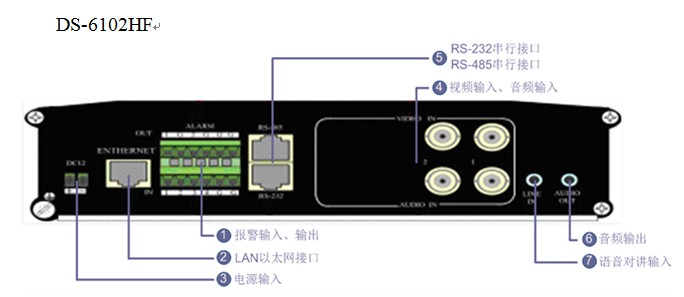 DS-6102HF
RS-232串行接口
RS-485串行接口
5
4 视频输入、音频输入
OUT
ALARM
RS-485
VIDEO IN
ENTHERNET
DC12
2
1
IN
RS-232
AUDIO IN
LINE
IN
AUDIO
OUT
1 报警输入、输出
2 LAN以太网接口
3 电源输入
6 音频输出
7 语音对讲输入